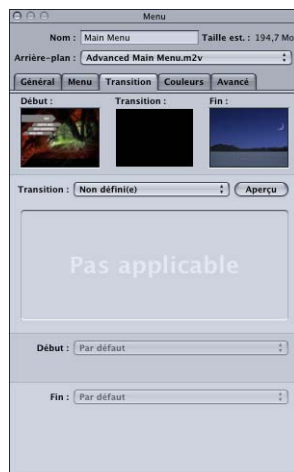 Menu
Nom : Main Menu Taille est. : 194,7 Mo
Arrière-plan : Advanced Main Menu.m2v
Général Menu Transition Couleurs Avancé
Début : Transition : Fin :
Transition : Non défini(e) Aperçu
Pas applicable
Début : Par défaut
Fin : Par défaut